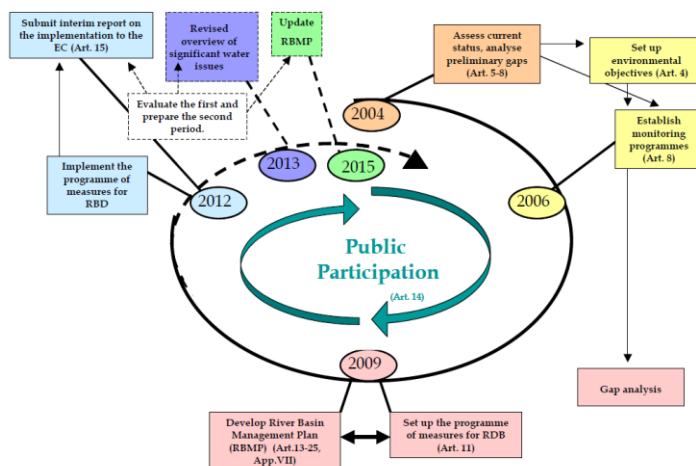 Submit interim report on
the implementation to the
EC (Art. 15)
Revised
overview of
significant water
issues
Update
RBMP
Assess current
status, analyse
preliminary gaps
(Art. 5-8)
Set up
environmental
objectives (Art. 4)
Evaluate the first and
prepare the second
period.
Establish
monitoring
programmes
(Art. 8)
Implement the
programme of
measures for
RBD
2004
2013
2015
2012
2006
Public
Participation
(Art. 14)
2009
Gap analysis
Develop River Basin
Management Plan
(RBMP) (Art.13-25,
App.VII)
Set up the programme
of measures for RDB
(Art. 11)